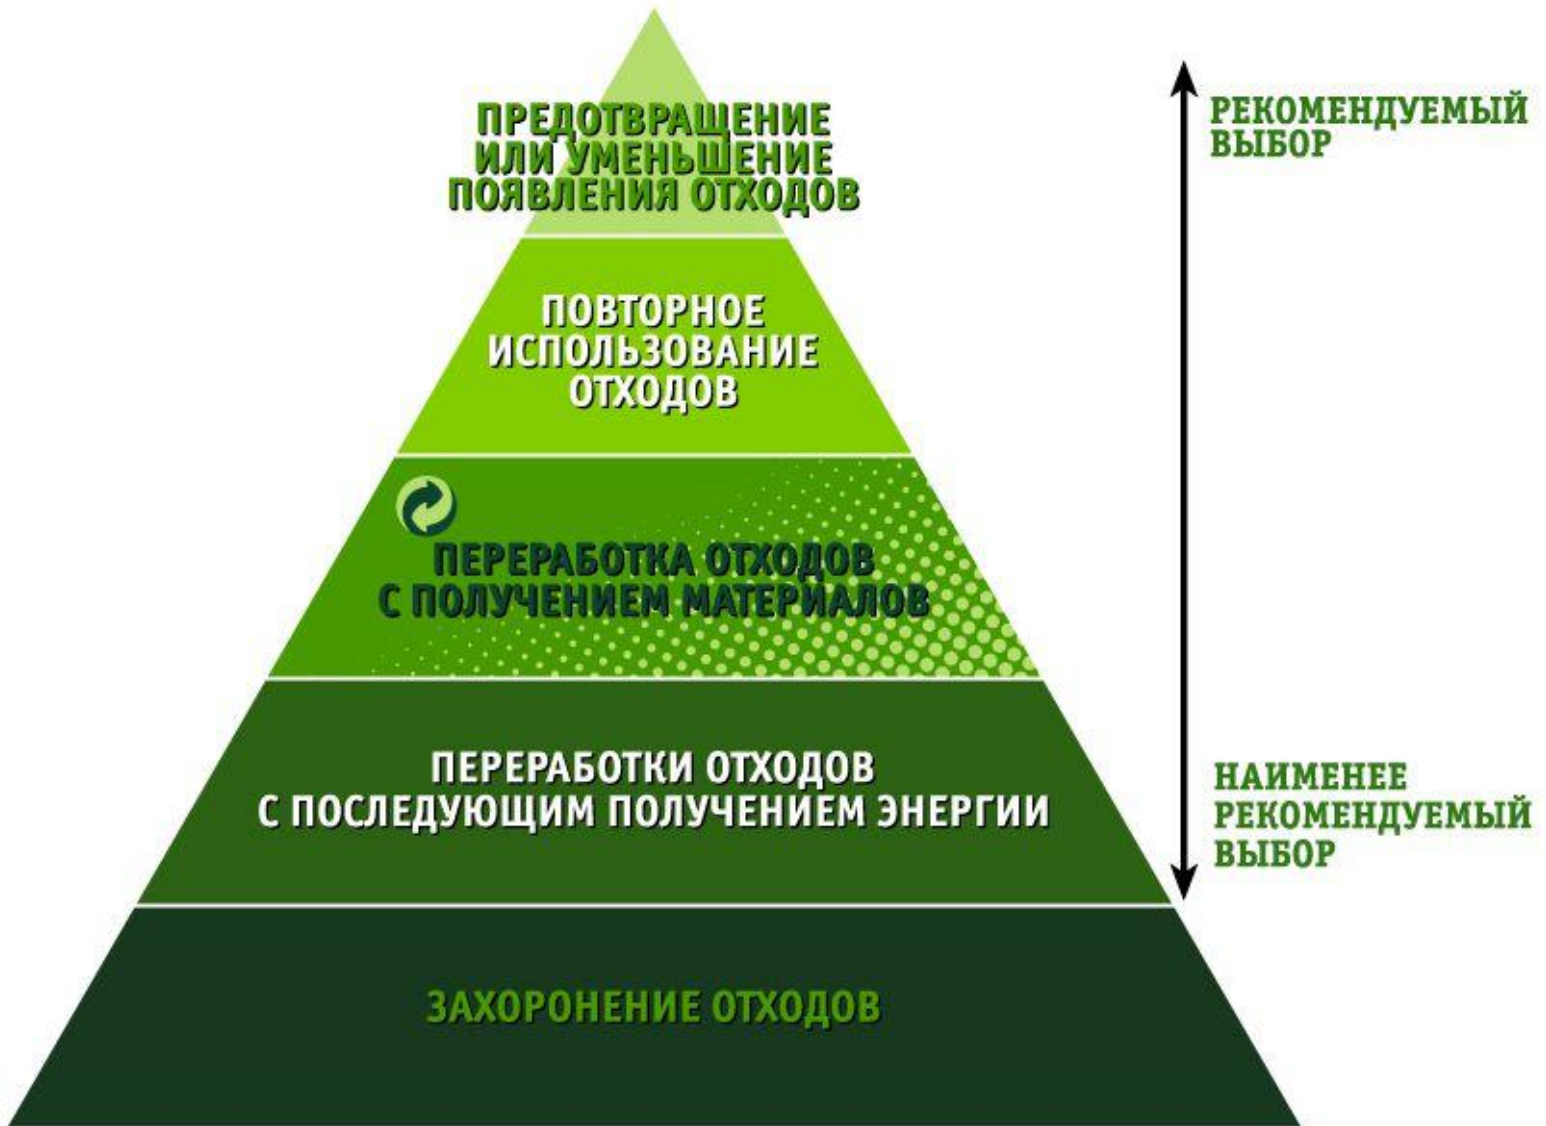 ПРЕДОТВРАЩЕНИЕ
ИЛИ УМЕНЬШЕНИЕ
ПОЯВЛЕНИЯ ОТХОДОВ
РЕКОМЕНДУЕМЫЙ
ВЫБОР
ПОВТОРНОЕ
ИСПОЛЬЗОВАНИЕ
ОТХОДОВ
ПЕРЕРАБОТКА ОТХОДОВ
С ПОЛУЧЕНИЕМ МАТЕРИАЛОВ
ПЕРЕРАБОТКИ ОТХОДОВ
С ПОСЛЕДУЮЩИМ ПОЛУЧЕНИЕМ ЭНЕРГИИ
НАИМЕНЕЕ
РЕКОМЕНДУЕМЫЙ
ВЫБОР
ЗАХОРОНЕНИЕ ОТХОДОВ